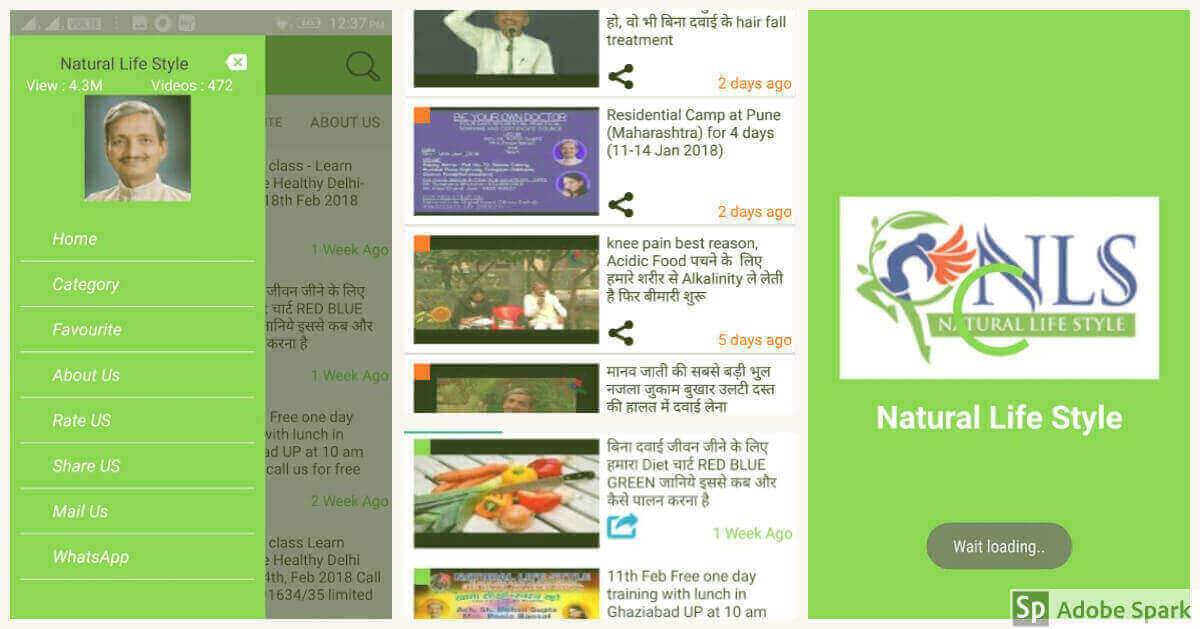 VOLTE
12:37 PM
Natural Life Style
View : 4.3M
Videos : 472
Home
Category
Favourite
About Us
Rate US
Share US
Mail Us
WhatsApp
ABOUT US
class - Learn
Healthy Delhi-
18th Feb 2018
1 Week Ago
जीवन जीने के लिए
चार्ट RED BLUE
जानिये इससे कब और
करना है
1 Week Ago
Free one day
with lunch in
UP at 10 am
call us for free
2 Week Ago
class Learn
Healthy Delhi
4th, Feb 2018 Call
1634/35 limited
हो, वो भी बिना दवाई के hair fall
treatment
2 days ago
BE YOUR OWN DOCTOR
Residential Camp at Pune
(Maharashtra) for 4 days
(11-14 Jan 2018)
2 days ago
knee pain best reason,
Acidic Food पचने के लिए
हमारे शरीर से Alkalinity ले लेती
है फिर बीमारी शुरू
5 days ago
मानव जाती की सबसे बड़ी भुल
नजला जुकाम बुखार उलटी दस्त
की हालत में दवाई लेना
बिना दवाई जीवन जीने के लिए
हमारा Diet चार्ट RED BLUE
GREEN जानिये इससे कब और
कैसे पालन करना है
1 Week Ago
NATURAL LIFE STYLE
11th Feb Free one day
training with lunch in
Ghaziabad UP at 10 am
NLS
NATURAL LIFE STYLE
Natural Life Style
Wait loading..
Sp Adobe Spark